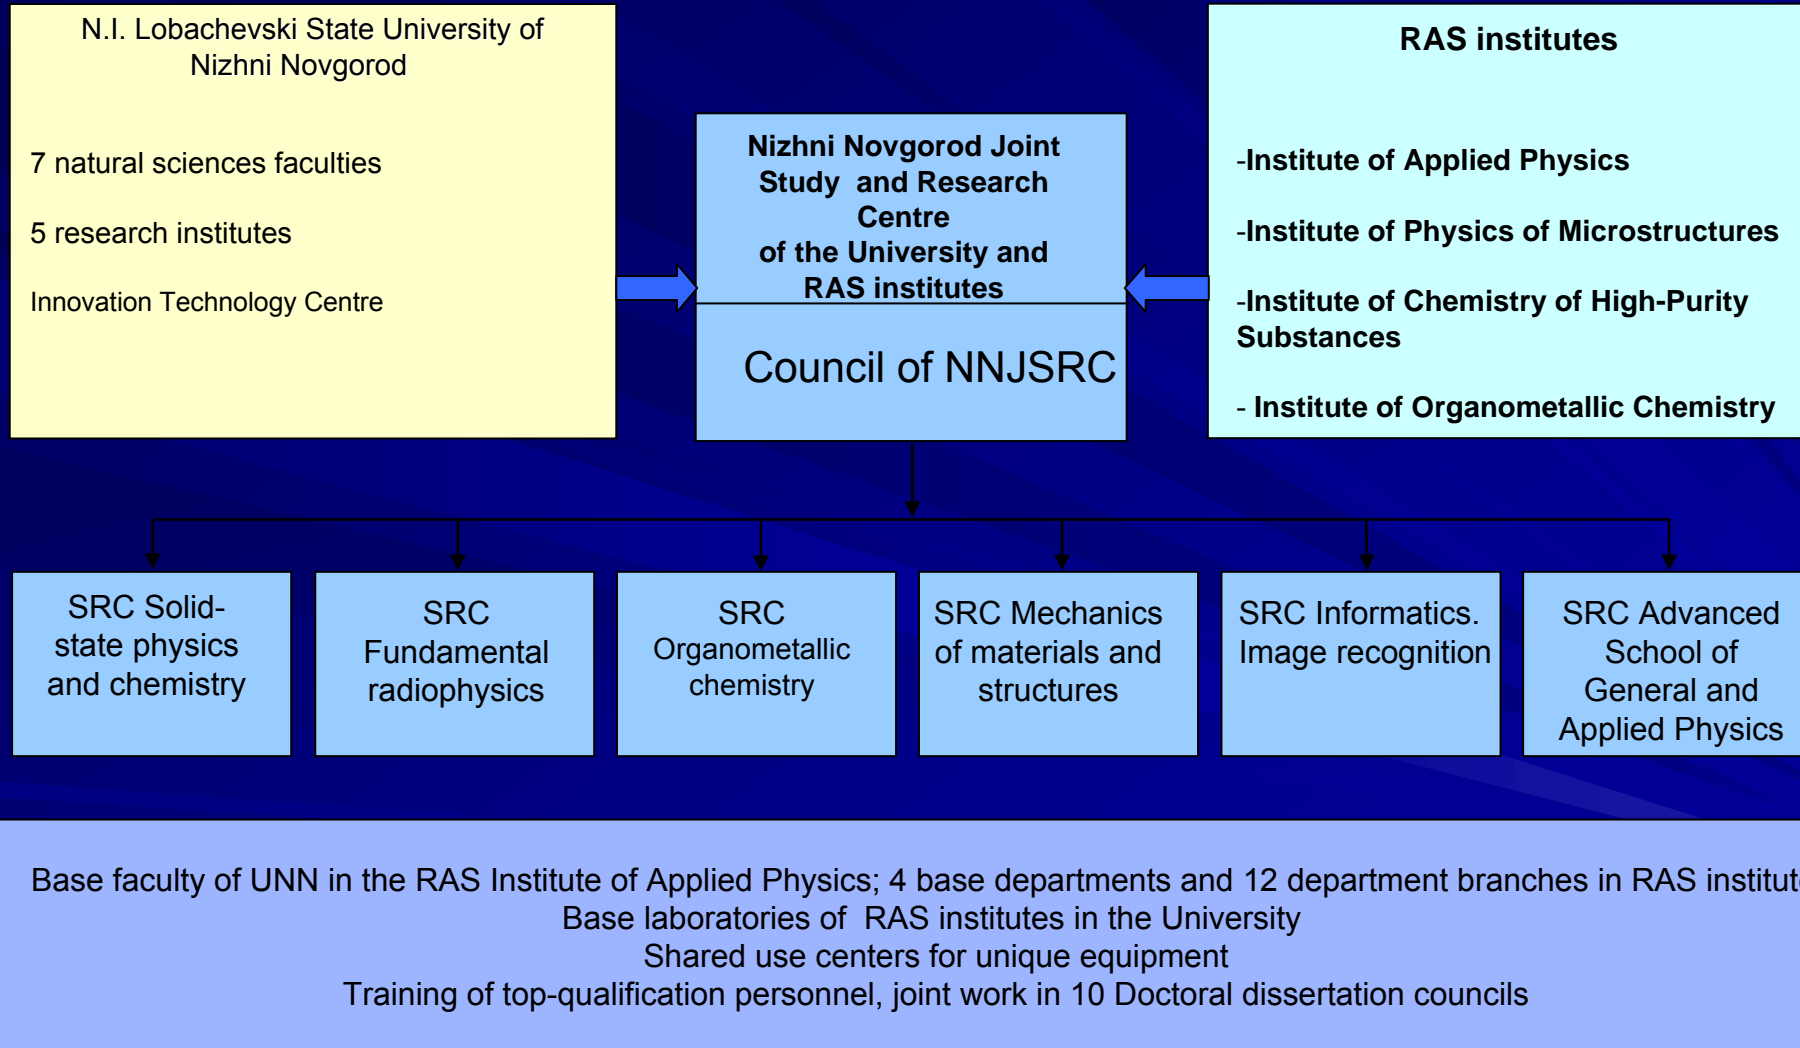 N.I. Lobachevski State University of
Nizhni Novgorod
7 natural sciences faculties
5 research institutes
Innovation Technology Centre
Nizhni Novgorod Joint
Study and Research
Centre
of the University and
RAS institutes
Council of NNJSRC
RAS institutes
-Institute of Applied Physics
-Institute of Physics of Microstructures
-Institute of Chemistry of High-Purity
Substances
- Institute of Organometallic Chemistry
SRC Solid-
state physics
and chemistry
SRC
Fundamental
radiophysics
SRC
Organometallic
chemistry
SRC Mechanics
of materials and
structures
SRC Informatics.
Image recognition
SRC Advanced
School of
General and
Applied Physics
Base faculty of UNN in the RAS Institute of Applied Physics; 4 base departments and 12 department branches in RAS
Base laboratories of RAS institutes in the University
Shared use centers for unique equipment
Training of top-qualification personnel, joint work in 10 Doctoral dissertation councils